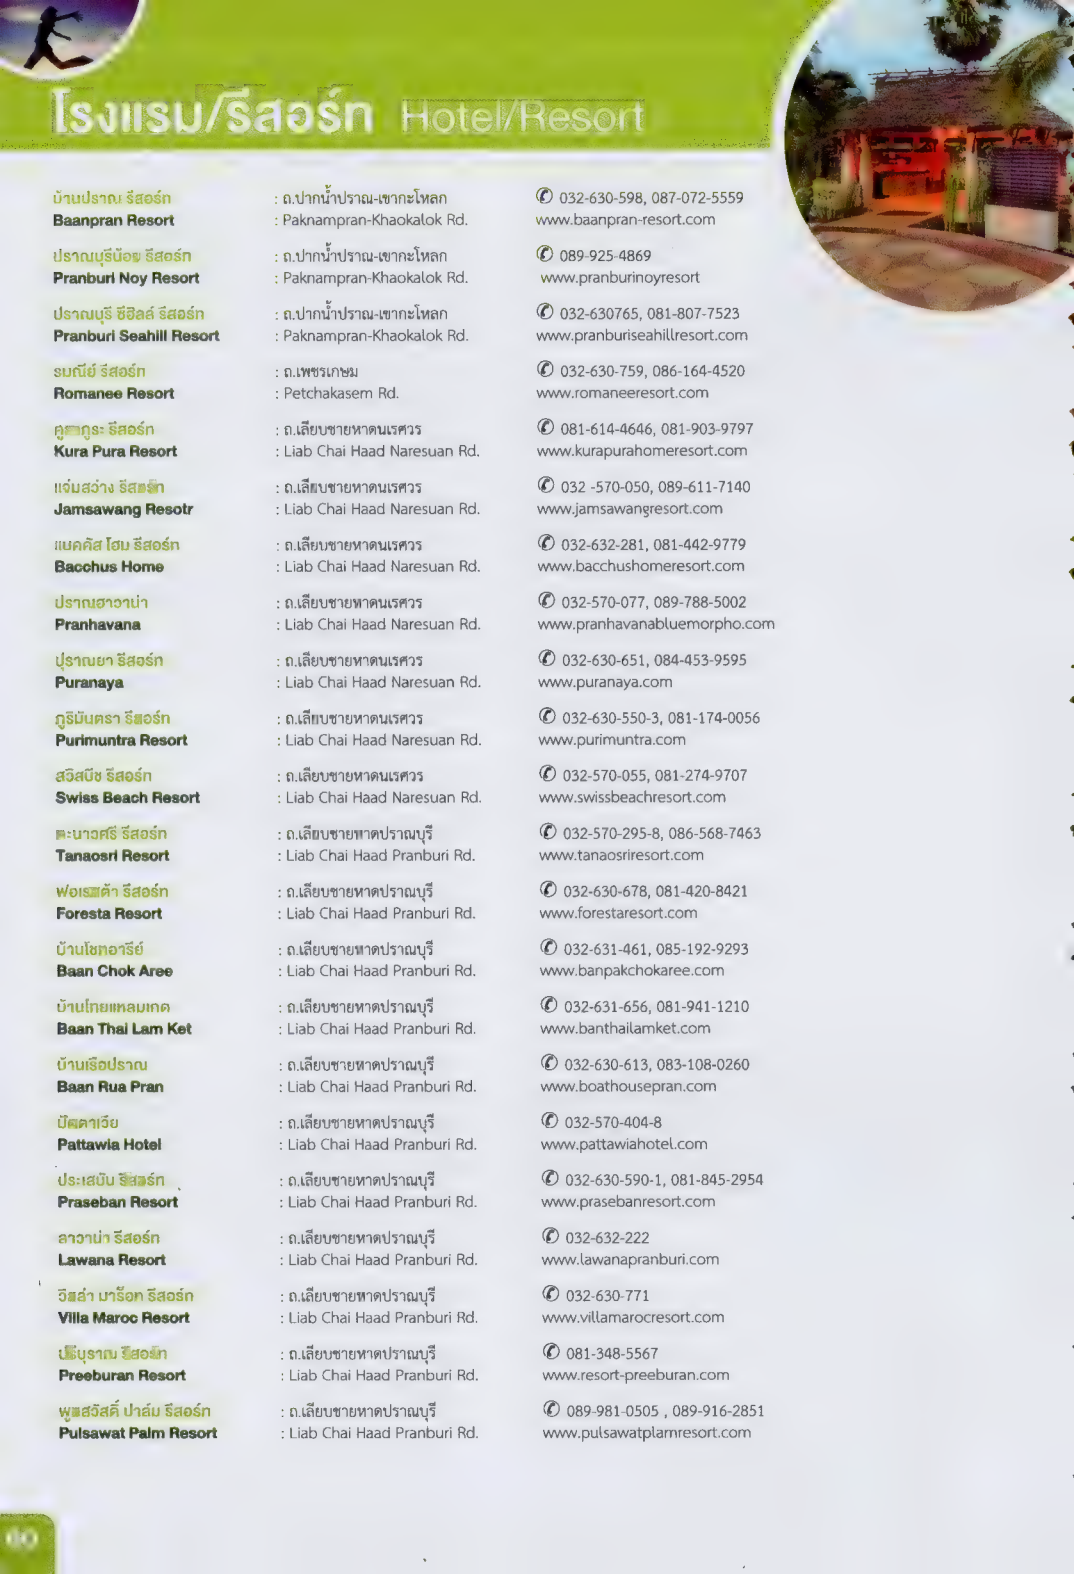 โรงแรม/รีสอร์ท Hotel/Resort
บ้านปราณ รีสอร์ท : ถ.ปากน้ำปราณ-เขากะโหลก ✆ 032-630-598, 087-072-5559
Baanpran Resort : Paknampran-Khaokalok Rd. www.baanpran-resort.com
ปราณบุรีน้อย รีสอร์ท : ถ.ปากน้ำปราณ-เขากะโหลก ✆ 089-925-4869
Pranburi Noy Resort : Paknampran-Khaokalok Rd. www.pranburinoyresort
ปราณบุรี ซีฮิลล์ รีสอร์ท : ถ.ปากน้ำปราณ-เขากะโหลก ✆ 032-630765, 081-807-7523
Pranburi Seahill Resort : Paknampran-Khaokalok Rd. www.pranburiseahillresort.com
รมณีย์ รีสอร์ท : ถ.เพชรเกษม ✆ 032-630-759, 086-164-4520
Romanee Resort : Petchakasem Rd. www.romaneeresort.com
รีสอร์ท : ถ.เลียบชายหาดนเรศวร ✆ 081-614-4646, 081-903-9797
Kura Pura Resort : Liab Chai Haad Naresuan Rd. www.kurapurahomeresort.com
แจ่มสว่าง รีสอร์ท : ถ.เลียบชายหาดนเรศวร ✆ 032 -570-050, 089-611-7140
Jamsawang Resotr : Liab Chai Haad Naresuan Rd. www.jamsawangresort.com
แบคคัส โฮม รีสอร์ท : ถ.เลียบชายหาดนเรศวร ✆ 032-632-281, 081-442-9779
Bacchus Home : Liab Chai Haad Naresuan Rd. www.bacchushomeresort.com
ปราณฮาวาน่า : ถ.เลียบชายหาดนเรศวร ✆ 032-570-077, 089-788-5002
Pranhavana : Liab Chai Haad Naresuan Rd. www.pranhavanabluemorpho.com
ปุราณยา รีสอร์ท : ถ.เลียบชายหาดนเรศวร ✆ 032-630-651, 084-453-9595
Puranaya : Liab Chai Haad Naresuan Rd. www.puranaya.com
ภูริมันตรา รีสอร์ท : ถ.เลียบชายหาดนเรศวร ✆ 032-630-550-3, 081-174-0056
Purimuntra Resort : Liab Chai Haad Naresuan Rd. www.purimuntra.com
สวิสบีช รีสอร์ท : ถ.เลียบชายหาดนเรศวร ✆ 032-570-055, 081-274-9707
Swiss Beach Resort : Liab Chai Haad Naresuan Rd. www.swissbeachresort.com
ตะนาวศรี รีสอร์ท : ถ.เลียบชายหาดปราณบุรี ✆ 032-570-295-8, 086-568-7463
Tanaosri Resort : Liab Chai Haad Pranburi Rd. www.tanaosriresort.com
ฟอเรสต้า รีสอร์ท : ถ.เลียบชายหาดปราณบุรี ✆ 032-630-678, 081-420-8421
Foresta Resort : Liab Chai Haad Pranburi Rd. www.forestaresort.com
บ้านโชคอารีย์ : ถ.เลียบชายหาดปราณบุรี ✆ 032-631-461, 085-192-9293
Baan Chok Aree : Liab Chai Haad Pranburi Rd. www.banpakchokaree.com
บ้านไทยแหลมเกด : ถ.เลียบชายหาดปราณบุรี ✆ 032-631-656, 081-941-1210
Baan Thai Lam Ket : Liab Chai Haad Pranburi Rd. www.banthailamket.com
บ้านเรือปราณ : ถ.เลียบชายหาดปราณบุรี ✆ 032-630-613, 083-108-0260
Baan Rua Pran : Liab Chai Haad Pranburi Rd. www.boathousepran.com
ปัตตาเวีย : ถ.เลียบชายหาดปราณบุรี ✆ 032-570-404-8
Pattawia Hotel : Liab Chai Haad Pranburi Rd. www.pattawiahotel.com
ประเสบัน รีสอร์ท : ถ.เลียบชายหาดปราณบุรี ✆ 032-630-590-1, 081-845-2954
Praseban Resort : Liab Chai Haad Pranburi Rd. www.prasebanresort.com
ลาวาน่า รีสอร์ท : ถ.เลียบชายหาดปราณบุรี ✆ 032-632-222
Lawana Resort : Liab Chai Haad Pranburi Rd. www.lawanapranburi.com
วิลล่า มาร็อท รีสอร์ท : ถ.เลียบชายหาดปราณบุรี ✆ 032-630-771
Villa Maroc Resort : Liab Chai Haad Pranburi Rd. www.villamarocresort.com
ปรีบุราณ รีสอร์ท : ถ.เลียบชายหาดปราณบุรี ✆ 081-348-5567
Preeburan Resort : Liab Chai Haad Pranburi Rd. www.resort-preeburan.com
พูลสวัสดิ์ ปาล์ม รีสอร์ท : ถ.เลียบชายหาดปราณบุรี ✆ 089-981-0505 , 089-916-2851
Pulsawat Palm Resort : Liab Chai Haad Pranburi Rd. www.pulsawatplamresort.com
60